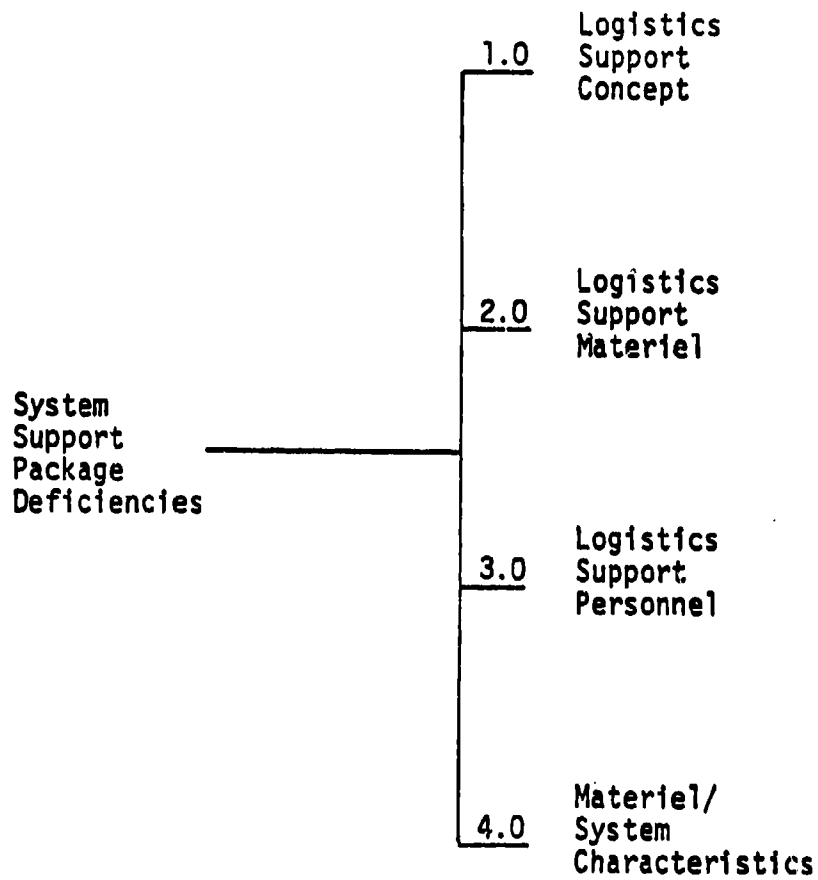 1.0
Logistics
Support
Concept
2.0
Logistics
Support
Materiel
System
Support
Package
Deficiencies
3.0
Logistics
Support
Personnel
4.0
Materiel/
System
Characteristics